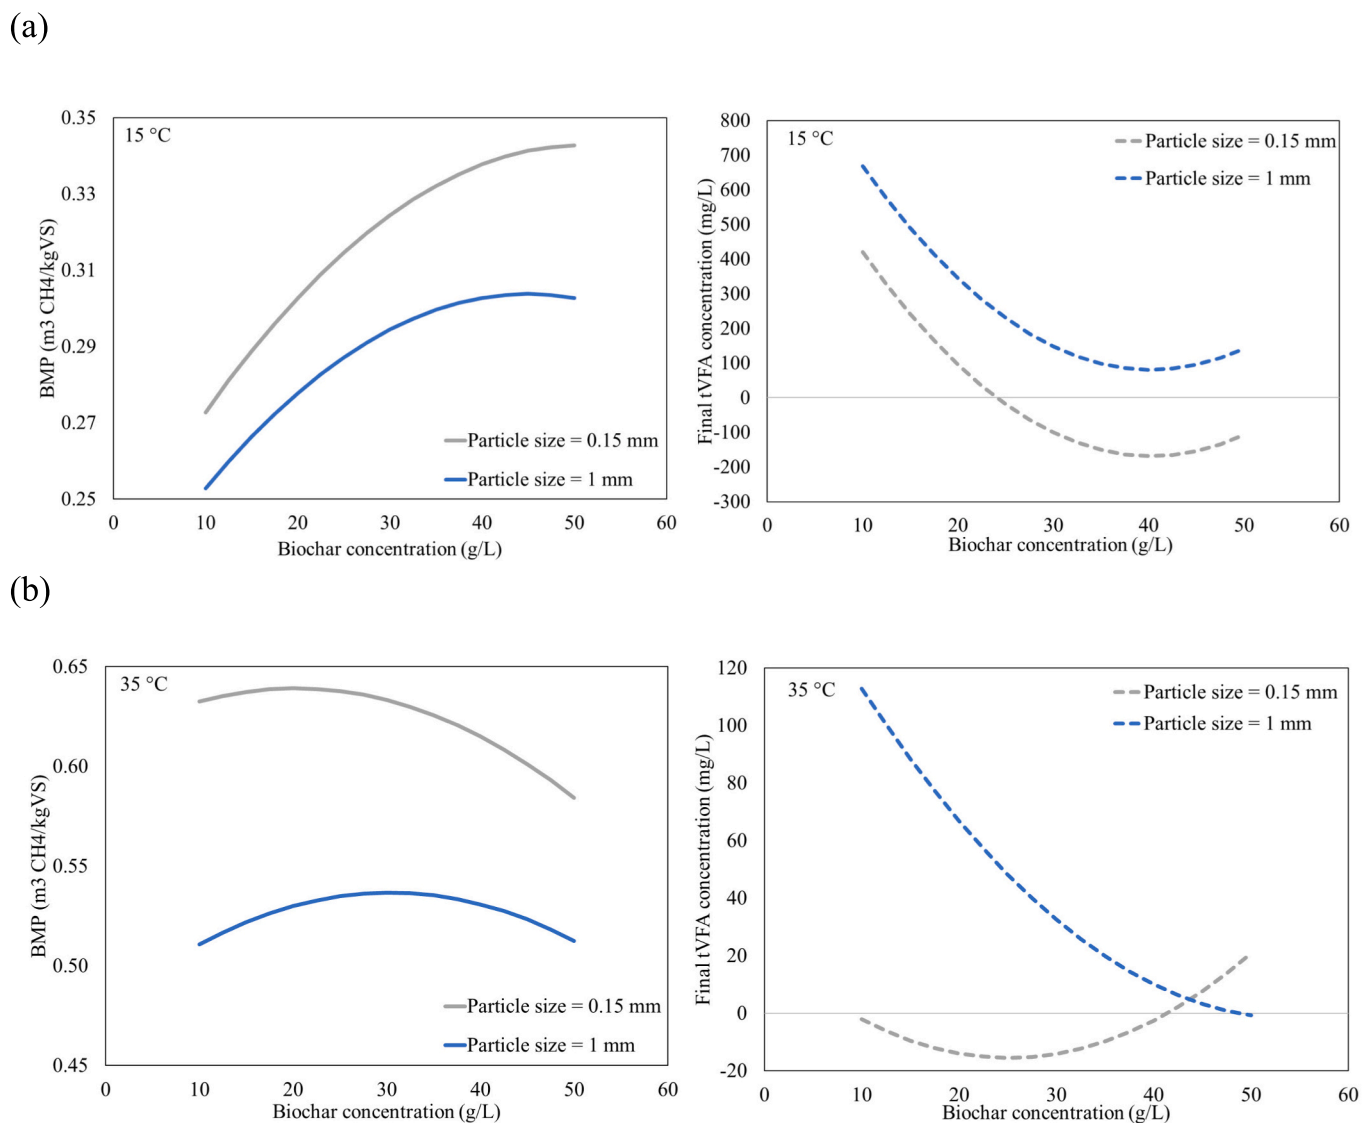 (a)
0.35
0.33
0.31
0.29
0.27
0.25
BMP (m3 CH4/kgVS)
15 °C
Particle size = 0.15 mm
Particle size = 1 mm
0 10 20 30 40 50 60
Biochar concentration (g/L)
800
700
600
500
400
300
200
100
0
-100
-200
-300
Final tVFA concentration (mg/L)
15 °C
Particle size = 0.15 mm
Particle size = 1 mm
0 10 20 30 40 50 60
Biochar concentration (g/L)
(b)
0.65
0.60
0.55
0.50
0.45
BMP (m3 CH4/kgVS)
35 °C
Particle size = 0.15 mm
Particle size = 1 mm
0 10 20 30 40 50 60
Biochar concentration (g/L)
120
100
80
60
40
20
0
-20
Final tVFA concentration (mg/L)
35 °C
Particle size = 0.15 mm
Particle size = 1 mm
0 10 20 30 40 50 60
Biochar concentration (g/L)